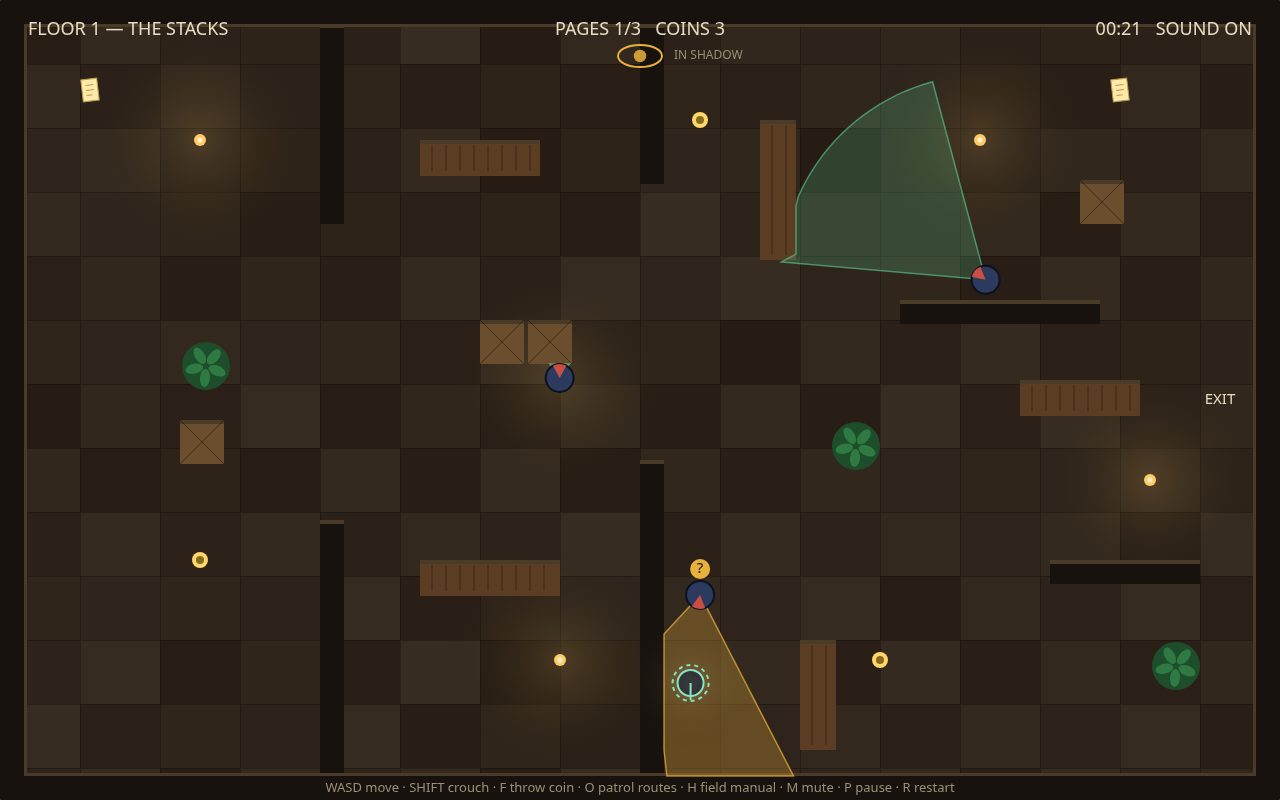 FLOOR 1 — THE STACKS
PAGES 1/3 COINS 3
00:21 SOUND ON
IN SHADOW
EXIT
?
WASD move · SHIFT crouch · F throw coin · O patrol routes · H field manual · M mute · P pause · R restart